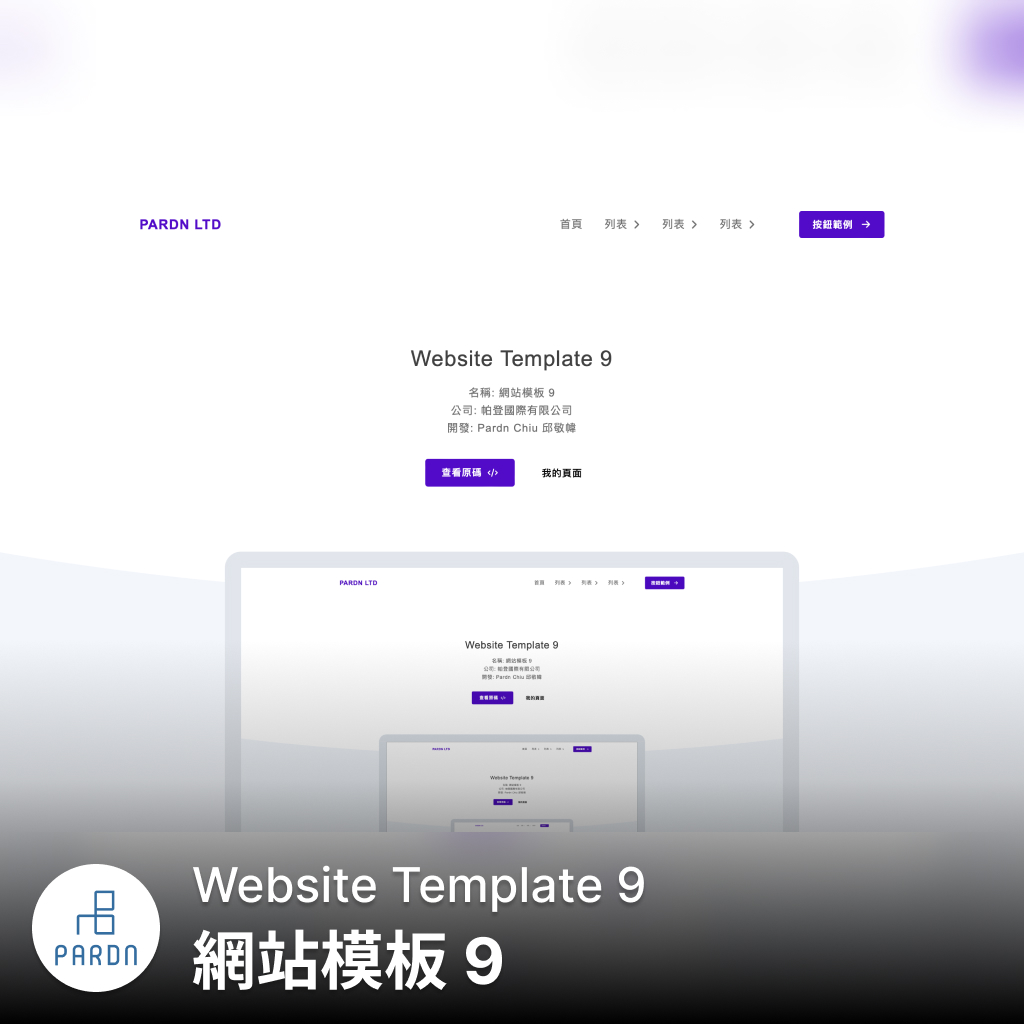 PARDN LTD
首頁 列表 列表 列表 按鈕範例
Website Template 9
名稱: 網站模板 9
公司: 帕登國際有限公司
開發: Pardn Chiu 邱敬幃
查看原碼 </> 我的頁面
PARDN LTD
首頁 列表 列表 列表 按鈕範例
Website Template 9
名稱: 網站模板 9
公司: 帕登國際有限公司
開發: Pardn Chiu 邱敬幃
查看原碼 </> 我的頁面
PARDN LTD
Website Template 9
PARDN
Website Template 9
網站模板 9